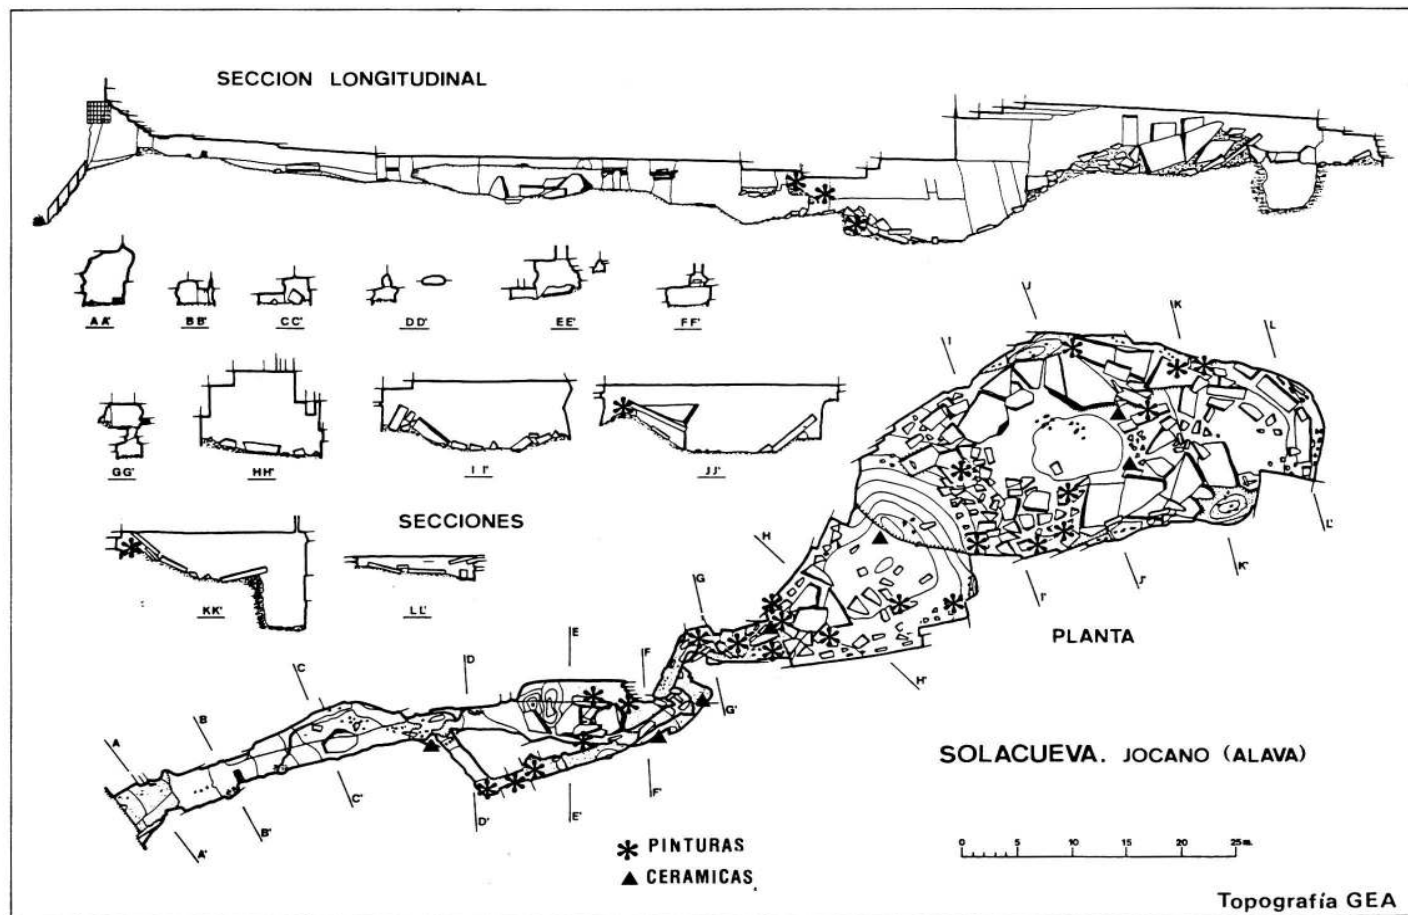 SECCION LONGITUDINAL
AA' BB' CC' DD' EE' FF'
GG' HH' II' JJ'
SECCIONES
KK' LL'
J K L
I
H
G
E
D F
C
B
A
L'
K'
J'
I'
PLANTA
H'
G'
F'
E'
D'
C'
B'
A'
SOLACUEVA. JOCANO (ALAVA)
PINTURAS
CERAMICAS
0 5 10 15 20 25 m.
Topografía GEA